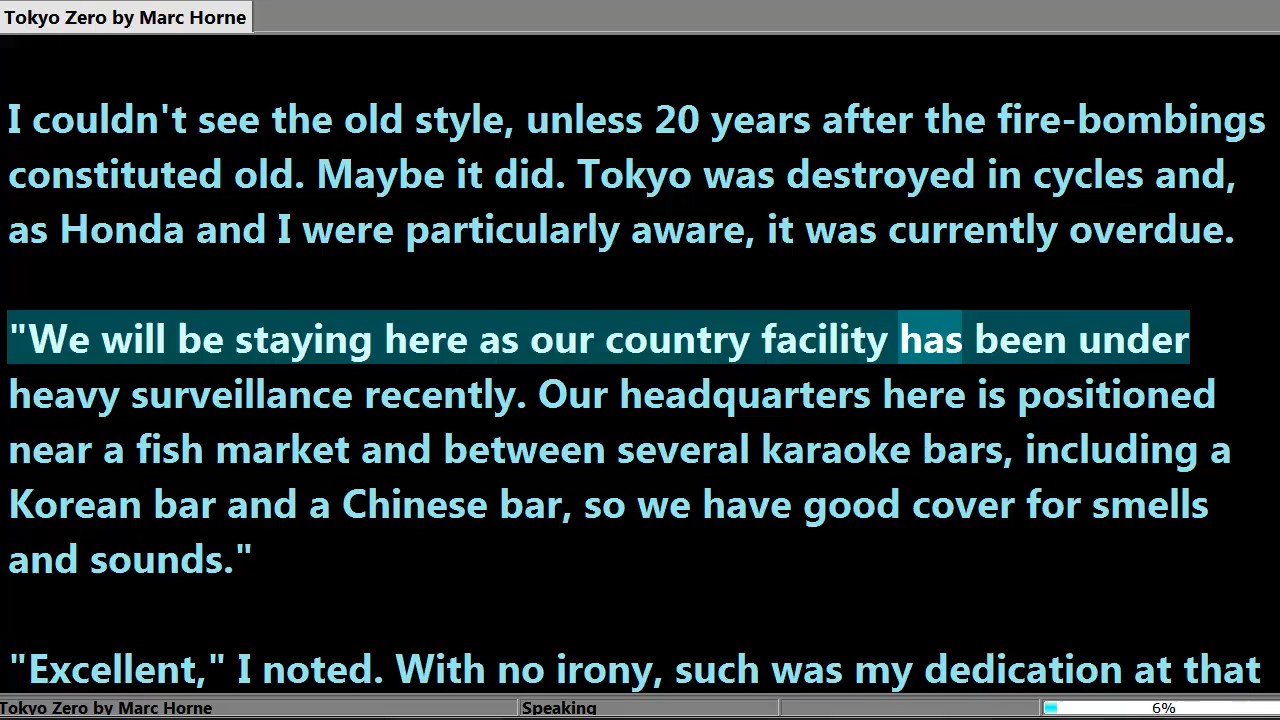 Tokyo Zero by Marc Horne
I couldn't see the old style, unless 20 years after the fire-bombings
constituted old. Maybe it did. Tokyo was destroyed in cycles and,
as Honda and I were particularly aware, it was currently overdue.
"We will be staying here as our country facility has been under
heavy surveillance recently. Our headquarters here is positioned
near a fish market and between several karaoke bars, including a
Korean bar and a Chinese bar, so we have good cover for smells
and sounds."
"Excellent," I noted. With no irony, such was my dedication at that
Tokyo Zero by Marc Horne Speaking 6%